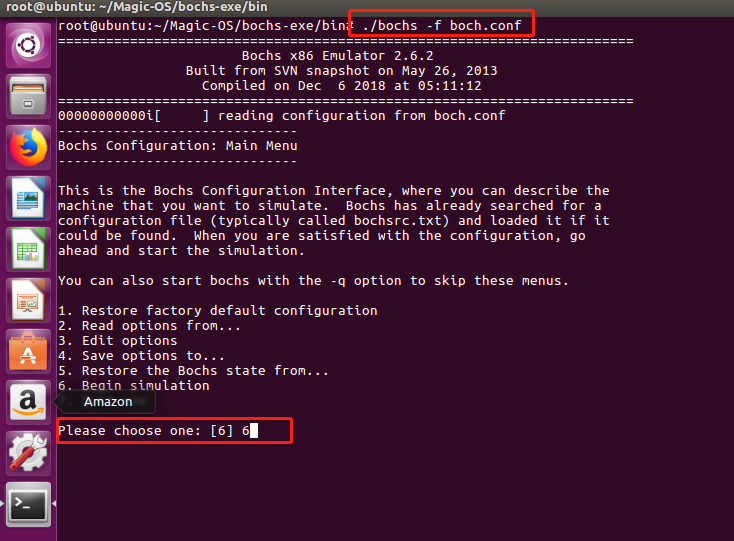 root@ubuntu: ~/Magic-OS/bochs-exe/bin
root@ubuntu:~/Magic-OS/bochs-exe/bin# ./bochs -f boch.conf
========================================================================
Bochs x86 Emulator 2.6.2
Built from SVN snapshot on May 26, 2013
Compiled on Dec  6 2018 at 05:11:12
========================================================================
00000000000i[     ] reading configuration from boch.conf
------------------------------
Bochs Configuration: Main Menu
------------------------------
This is the Bochs Configuration Interface, where you can describe the
machine that you want to simulate.  Bochs has already searched for a
configuration file (typically called bochsrc.txt) and loaded it if it
could be found.  When you are satisfied with the configuration, go
ahead and start the simulation.
You can also start bochs with the -q option to skip these menus.
1. Restore factory default configuration
2. Read options from...
3. Edit options
4. Save options to...
5. Restore the Bochs state from...
6. Begin simulation
Amazon
Please choose one: [6] 6